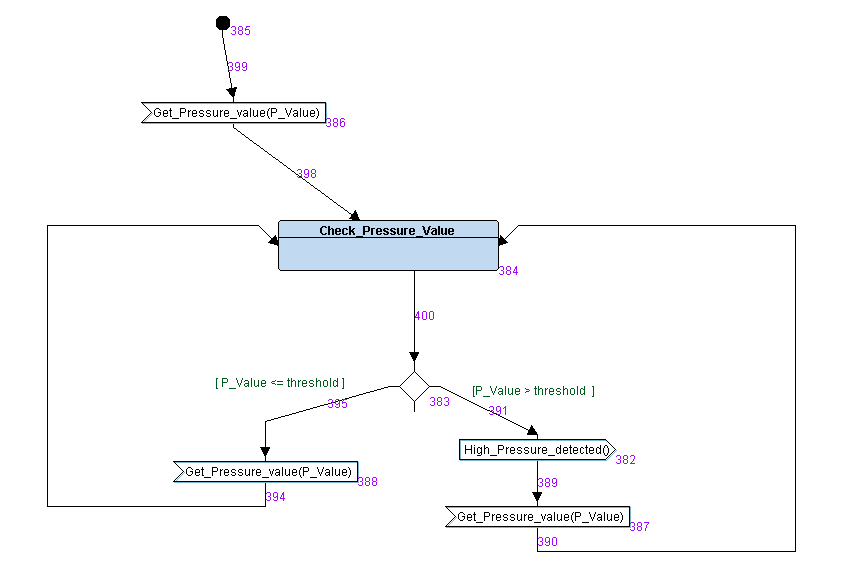 385
399
Get_Pressure_value(P_Value)
386
398
Check_Pressure_Value
384
400
[ P_Value <= threshold ]
[P_Value > threshold  ]
395
383
391
High_Pressure_detected()
382
Get_Pressure_value(P_Value)
388
389
394
Get_Pressure_value(P_Value)
387
390